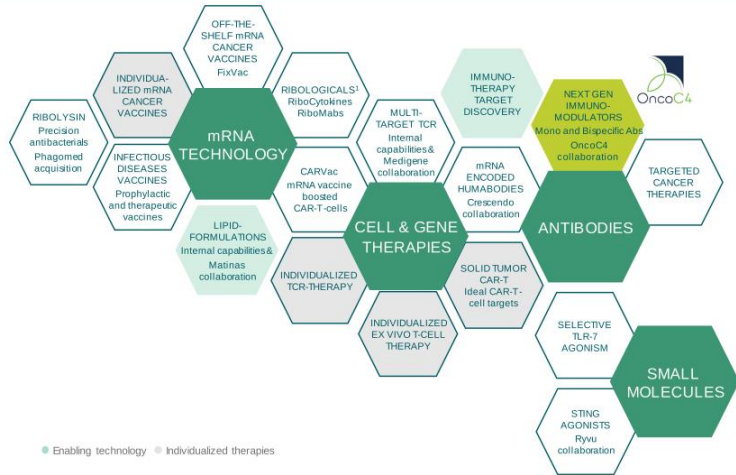 OFF-THE-
SHELF mRNA
CANCER
VACCINES
FixVac
INDIVIDUA-
LIZED mRNA
CANCER
VACCINES
RIBOLOGICALS¹
RiboCytokines
RiboMabs
RIBOLYSIN
Precision
antibacterials
Phagomed
acquisition
mRNA
TECHNOLOGY
INFECTIOUS
DISEASES
VACCINES
Prophylactic
and therapeutic
vaccines
CARVac
mRNA vaccine
boosted
CAR-T-cells
LIPID-
FORMULATIONS
Internal capabilities &
Matinas
collaboration
MULTI-
TARGET TCR
Internal
capabilities &
Medigene
collaboration
IMMUNO-
THERAPY
TARGET
DISCOVERY
NEXT GEN
IMMUNO-
MODULATORS
Mono and Bispecific Abs
OncoC4
collaboration
OncoC4
mRNA
ENCODED
HUMABODIES
Crescendo
collaboration
TARGETED
CANCER
THERAPIES
CELL & GENE
THERAPIES
ANTIBODIES
INDIVIDUALIZED
TCR-THERAPY
SOLID TUMOR
CAR-T
Ideal CAR-T-
cell targets
INDIVIDUALIZED
EX VIVO T-CELL
THERAPY
SELECTIVE
TLR-7
AGONISM
SMALL
MOLECULES
STING
AGONISTS
Ryvu
collaboration
Enabling technology
Individualized therapies